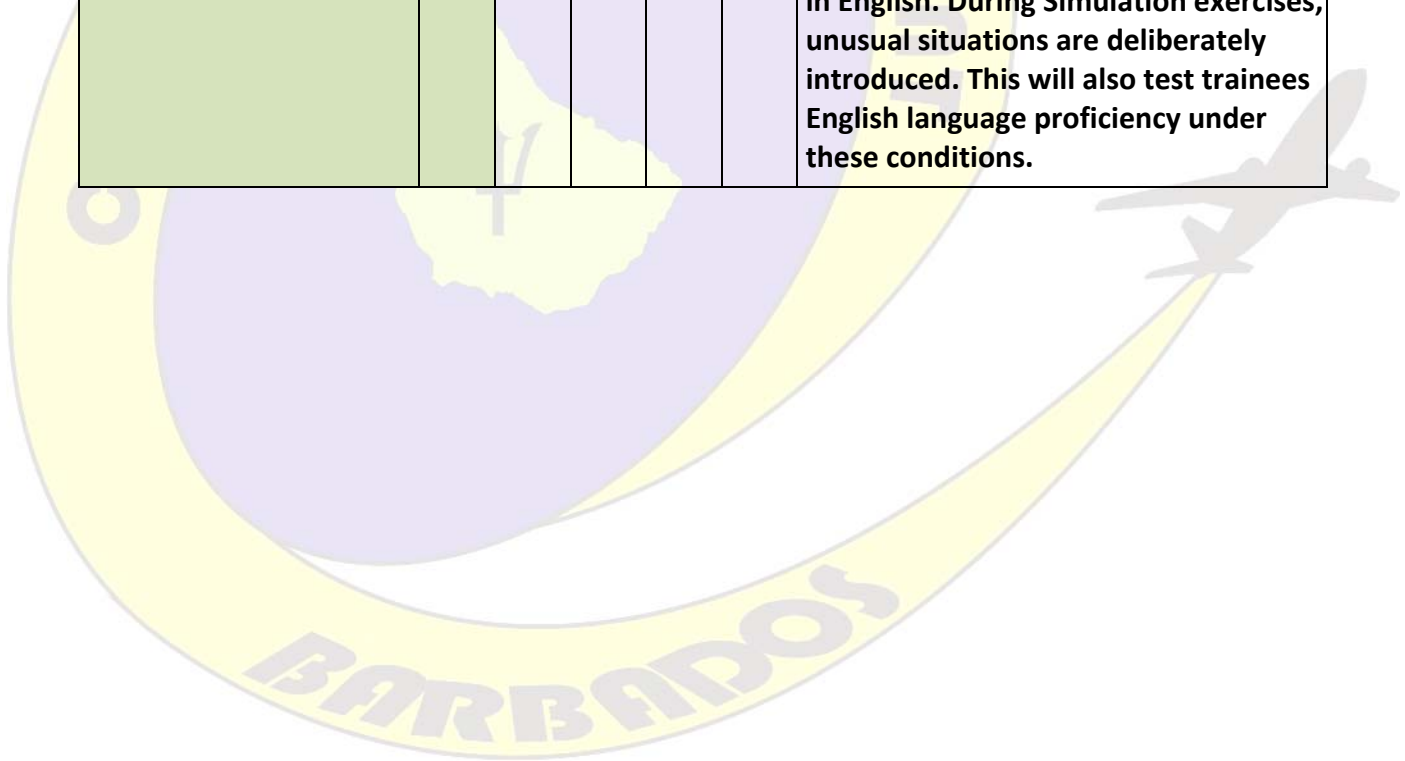 in English. During Simulation exercises,
unusual situations are deliberately
introduced. This will also test trainees
English language proficiency under
these conditions.
C
BARBADOS